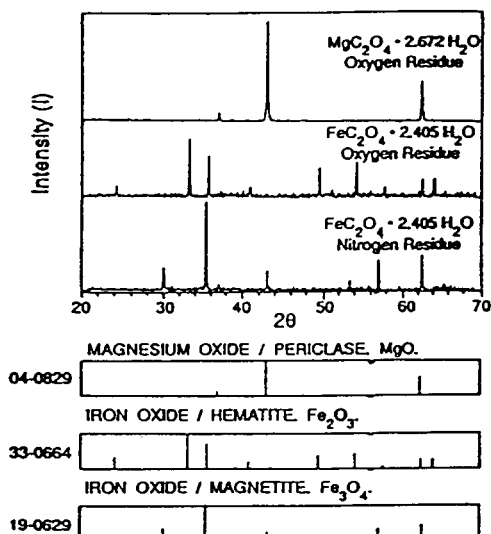 Intensity (I)
MgC₂O₄ • 2.672 H₂O
Oxygen Residue
FeC₂O₄ • 2.405 H₂O
Oxygen Residue
FeC₂O₄ • 2.405 H₂O
Nitrogen Residue
20 30 40 50 60 70
2θ
MAGNESIUM OXIDE / PERICLASE. MgO.
04-0829
IRON OXIDE / HEMATITE. Fe₂O₃.
33-0664
IRON OXIDE / MAGNETITE. Fe₃O₄.
19-0629